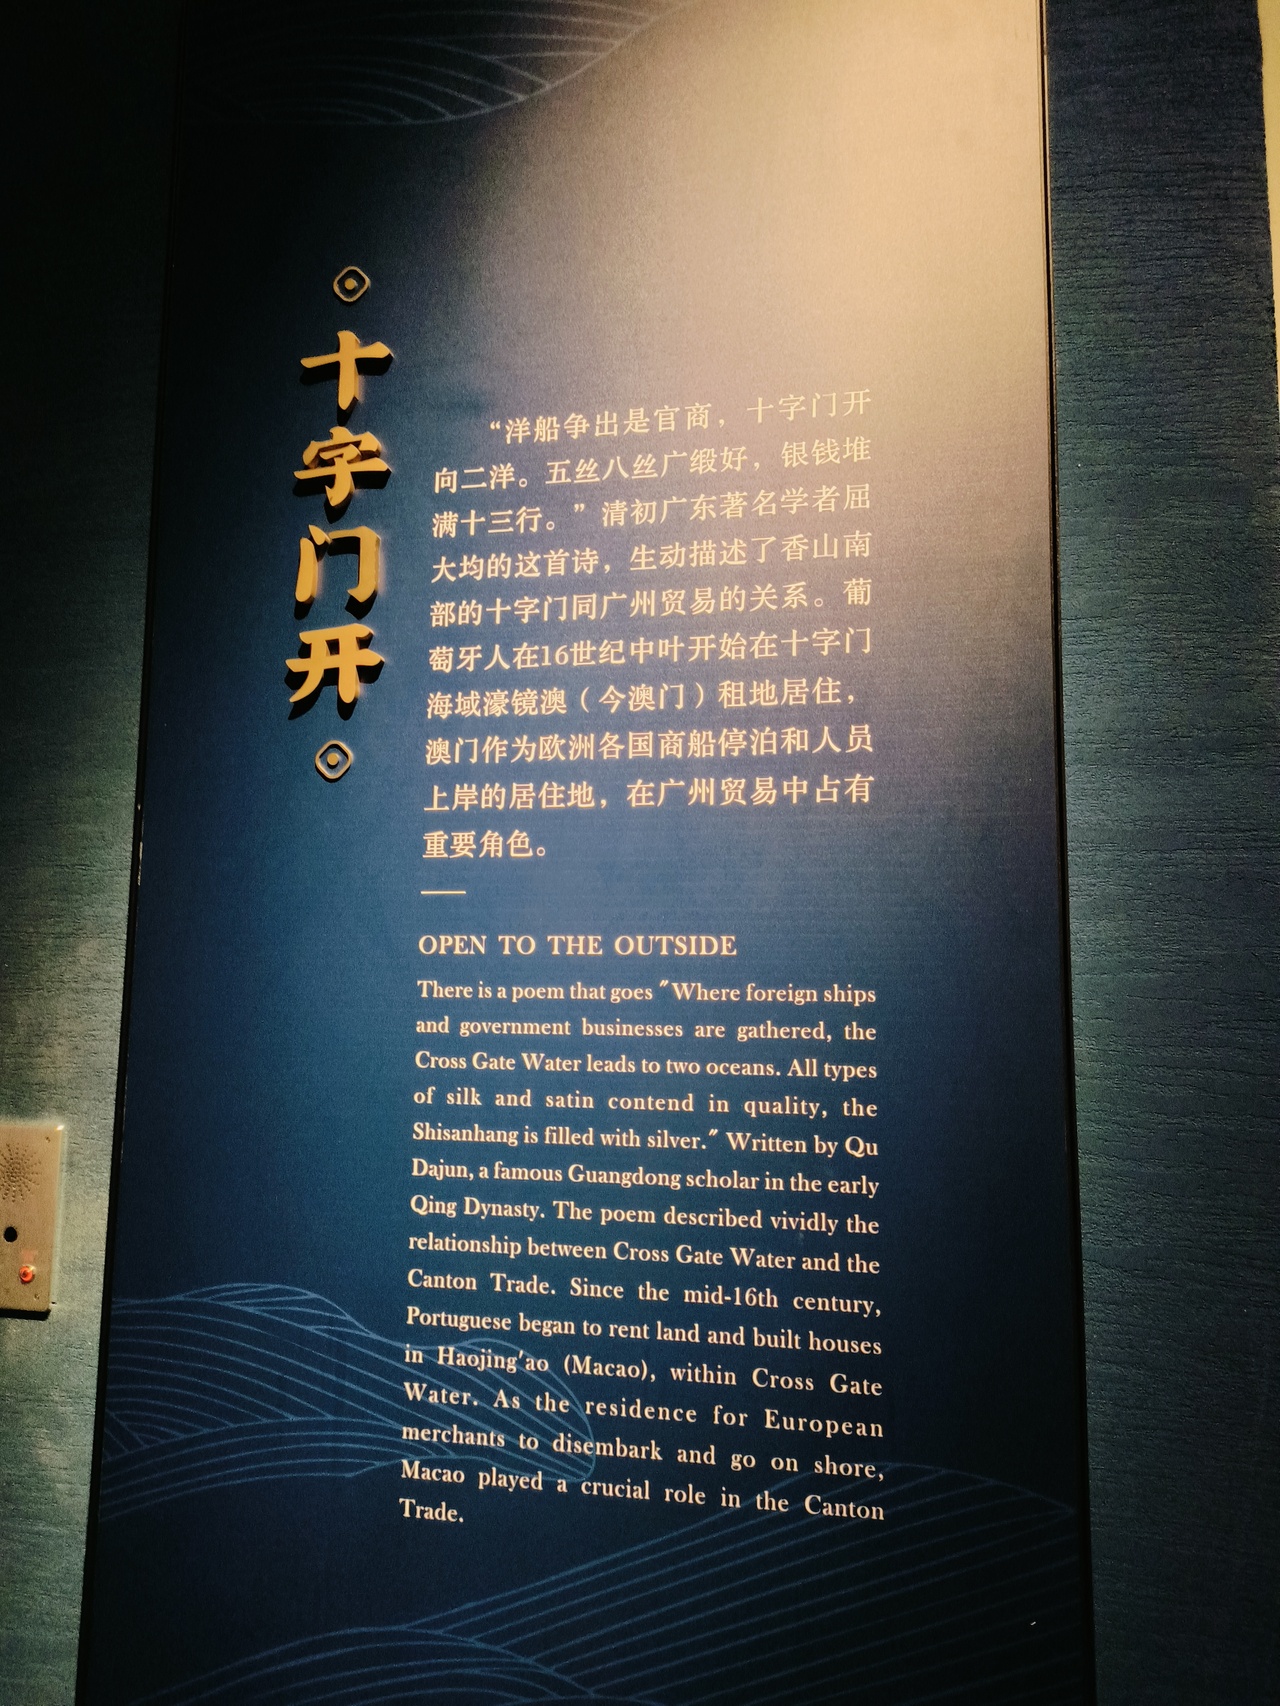 十字门开
“洋船争出是官商，十字门开
向二洋。五丝八丝广缎好，银钱堆
满十三行。”清初广东著名学者屈
大均的这首诗，生动描述了香山南
部的十字门同广州贸易的关系。葡
萄牙人在16世纪中叶开始在十字门
海域濠镜澳（今澳门）租地居住，
澳门作为欧洲各国商船停泊和人员
上岸的居住地，在广州贸易中占有
重要角色。
OPEN TO THE OUTSIDE
There is a poem that goes "Where foreign ships
and government businesses are gathered, the
Cross Gate Water leads to two oceans. All types
of silk and satin contend in quality, the
Shisanhang is filled with silver." Written by Qu
Dajun, a famous Guangdong scholar in the early
Qing Dynasty. The poem described vividly the
relationship between Cross Gate Water and the
Canton Trade. Since the mid-16th century,
Portuguese began to rent land and built houses
in Haojing'ao (Macao), within Cross Gate
Water. As the residence for European
merchants to disembark and go on shore,
Macao played a crucial role in the Canton
Trade.